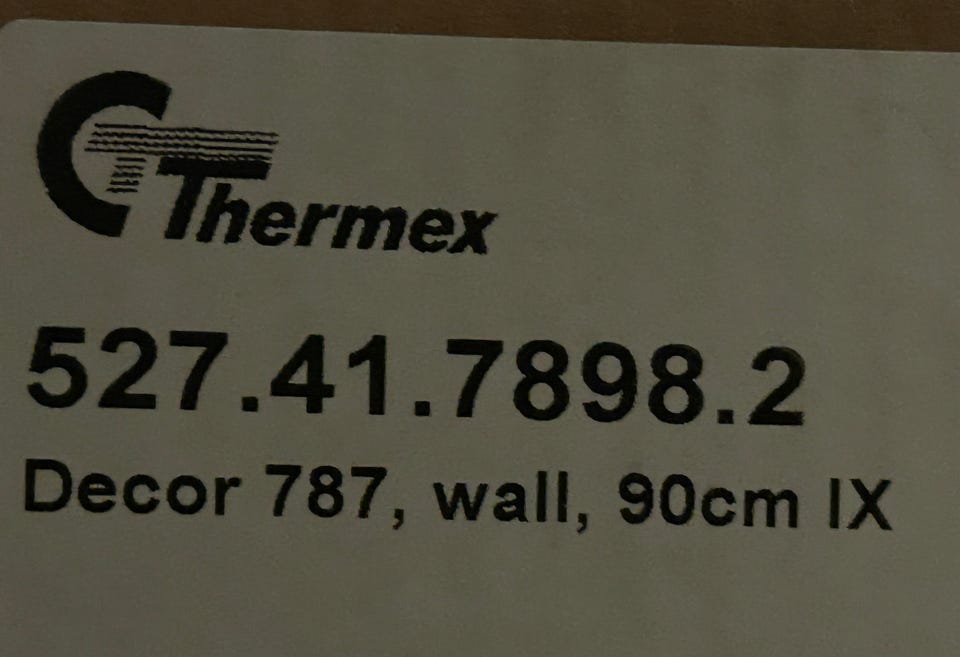 Thermex
527.41.7898.2
Decor 787, wall, 90cm IX